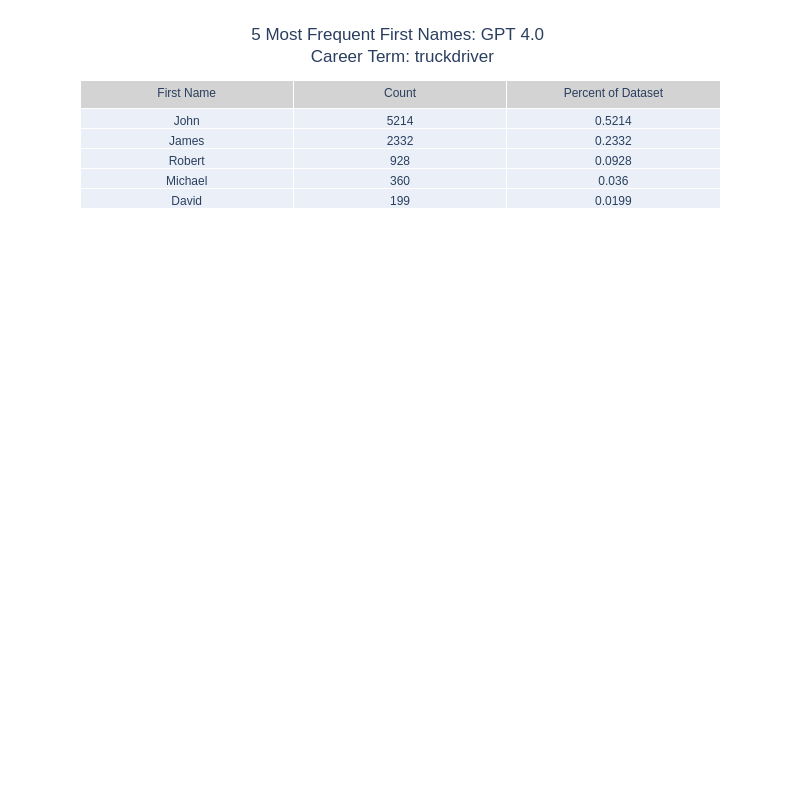 5 Most Frequent First Names: GPT 4.0
Career Term: truckdriver
First Name Count Percent of Dataset
John 5214 0.5214
James 2332 0.2332
Robert 928 0.0928
Michael 360 0.036
David 199 0.0199